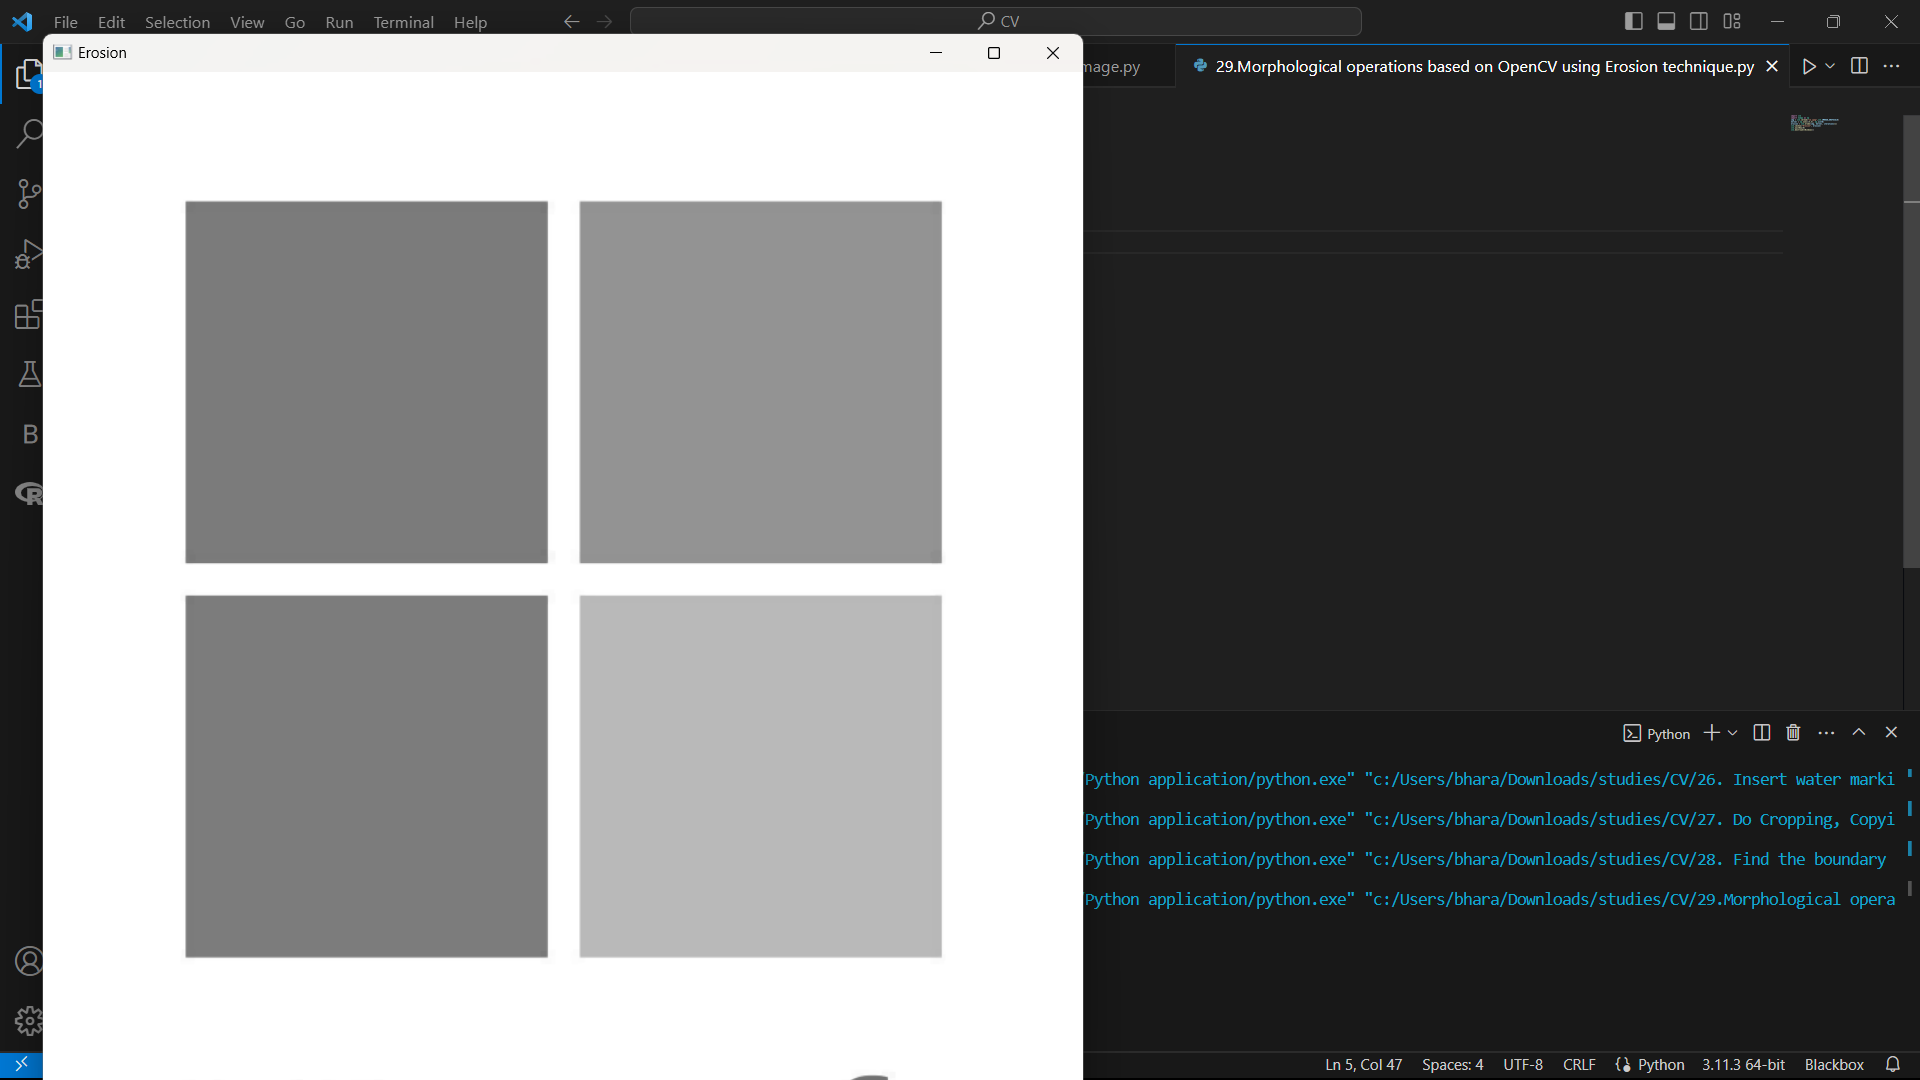 File Edit Selection View Go Run Terminal Help
CV
Erosion
mage.py
29.Morphological operations based on OpenCV using Erosion technique.py
1
B
R
Python
Python application/python.exe" "c:/Users/bhara/Downloads/studies/CV/26. Insert water marki
Python application/python.exe" "c:/Users/bhara/Downloads/studies/CV/27. Do Cropping, Copyi
Python application/python.exe" "c:/Users/bhara/Downloads/studies/CV/28. Find the boundary
Python application/python.exe" "c:/Users/bhara/Downloads/studies/CV/29.Morphological opera
Ln 5, Col 47 Spaces: 4 UTF-8 CRLF Python 3.11.3 64-bit Blackbox